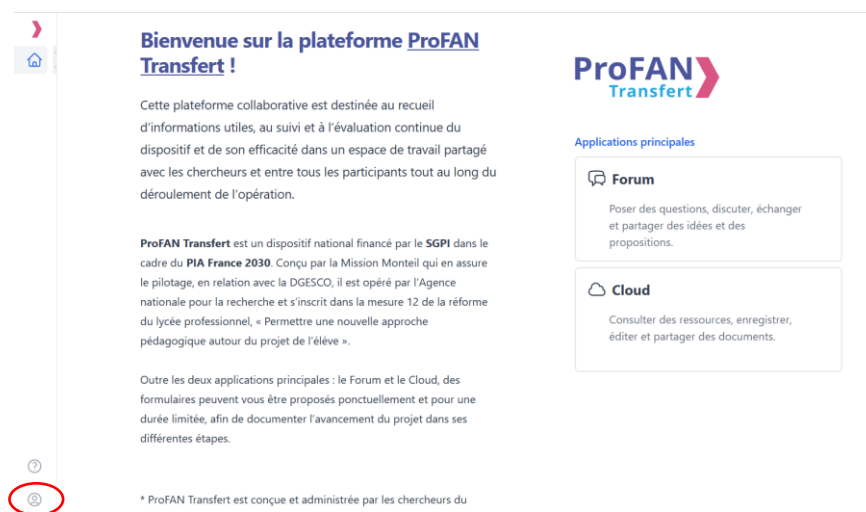 Bienvenue sur la plateforme ProFAN
Transfert !
Cette plateforme collaborative est destinée au recueil
d'informations utiles, au suivi et à l'évaluation continue du
dispositif et de son efficacité dans un espace de travail partagé
avec les chercheurs et entre tous les participants tout au long du
déroulement de l'opération.
ProFAN Transfert est un dispositif national financé par le SGPI dans le
cadre du PIA France 2030. Conçu par la Mission Monteil qui en assure
le pilotage, en relation avec la DGESCO, il est opéré par l'Agence
nationale pour la recherche et s'inscrit dans la mesure 12 de la réforme
du lycée professionnel, « Permettre une nouvelle approche
pédagogique autour du projet de l'élève ».
Outre les deux applications principales : le Forum et le Cloud, des
formulaires peuvent vous être proposés ponctuellement et pour une
durée limitée, afin de documenter l'avancement du projet dans ses
différentes étapes.
* ProFAN Transfert est conçue et administrée par les chercheurs du
ProFAN
Transfert
Applications principales
Forum
Poser des questions, discuter, échanger
et partager des idées et des
propositions.
Cloud
Consulter des ressources, enregistrer,
éditer et partager des documents.